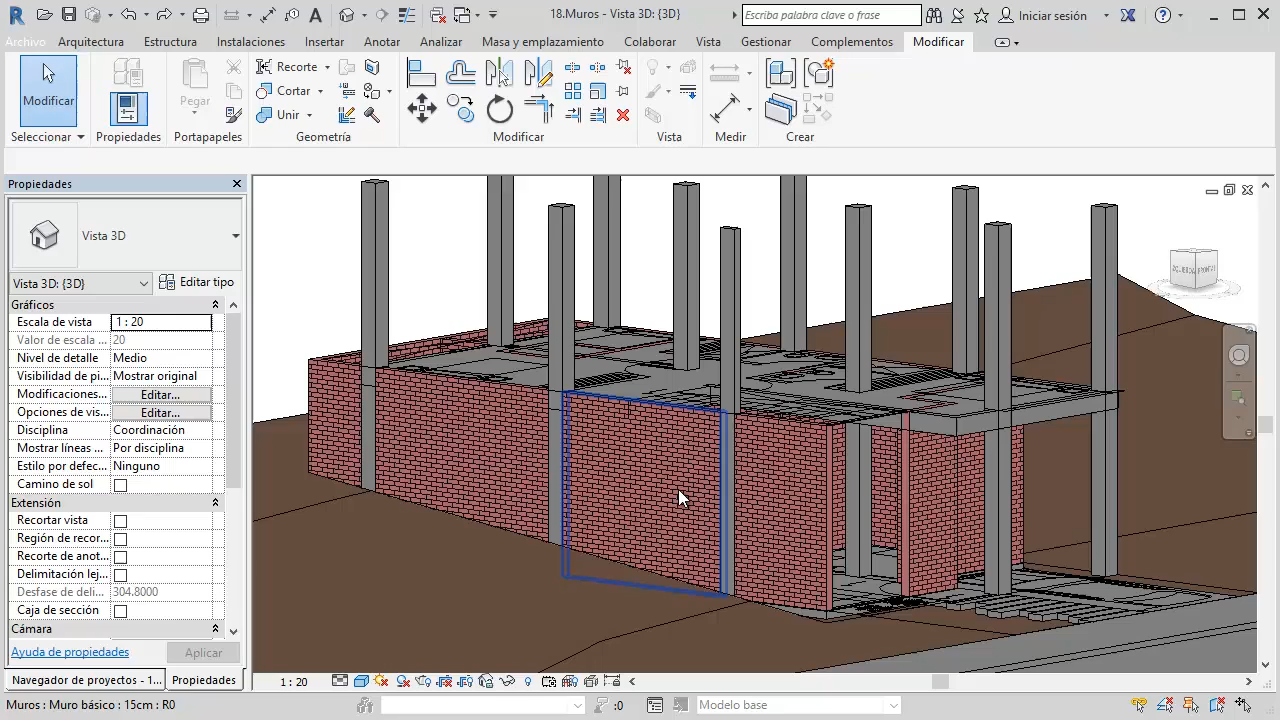 18.Muros - Vista 3D: {3D}
Escriba palabra clave o frase
Iniciar sesión
Archivo Arquitectura Estructura Instalaciones Insertar Anotar Analizar Masa y emplazamiento Colaborar Vista Gestionar Complementos Modificar
Modificar
Pegar
Recorte
Cortar
Unir
Seleccionar Propiedades Portapapeles Geometría Modificar Vista Medir Crear
Propiedades
Vista 3D
Vista 3D: {3D} Editar tipo
Gráficos
Escala de vista 1 : 20
Valor de escala ... 20
Nivel de detalle Medio
Visibilidad de pi... Mostrar original
Modificaciones... Editar...
Opciones de vis... Editar...
Disciplina Coordinación
Mostrar líneas ... Por disciplina
Estilo por defec... Ninguno
Camino de sol
Extensión
Recortar vista
Región de recor...
Recorte de anot...
Delimitación lej...
Desfase de deli... 304.8000
Caja de sección
Cámara
Ayuda de propiedades Aplicar
Navegador de proyectos - 1... Propiedades
1 : 20
Muros : Muro básico : 15cm : R0
:0
Modelo base